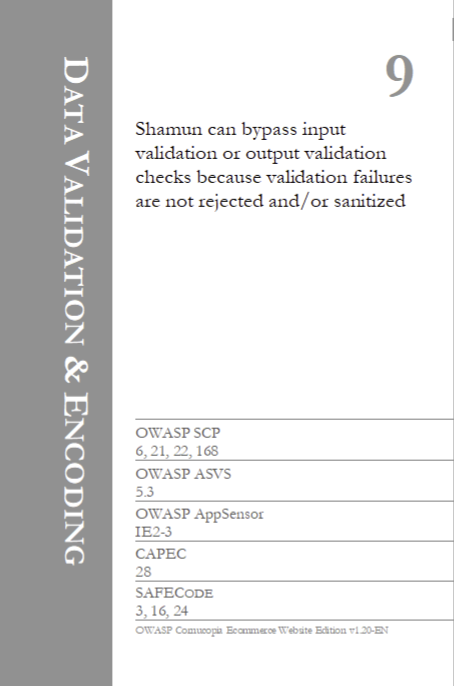 DATA VALIDATION & ENCODING
9
Shamun can bypass input
validation or output validation
checks because validation failures
are not rejected and/or sanitized
OWASP SCP
6, 21, 22, 168
OWASP ASVS
5.3
OWASP AppSensor
IE2-3
CAPEC
28
SAFECODE
3, 16, 24
OWASP Cornucopia Ecommerce Website Edition v1.20-EN